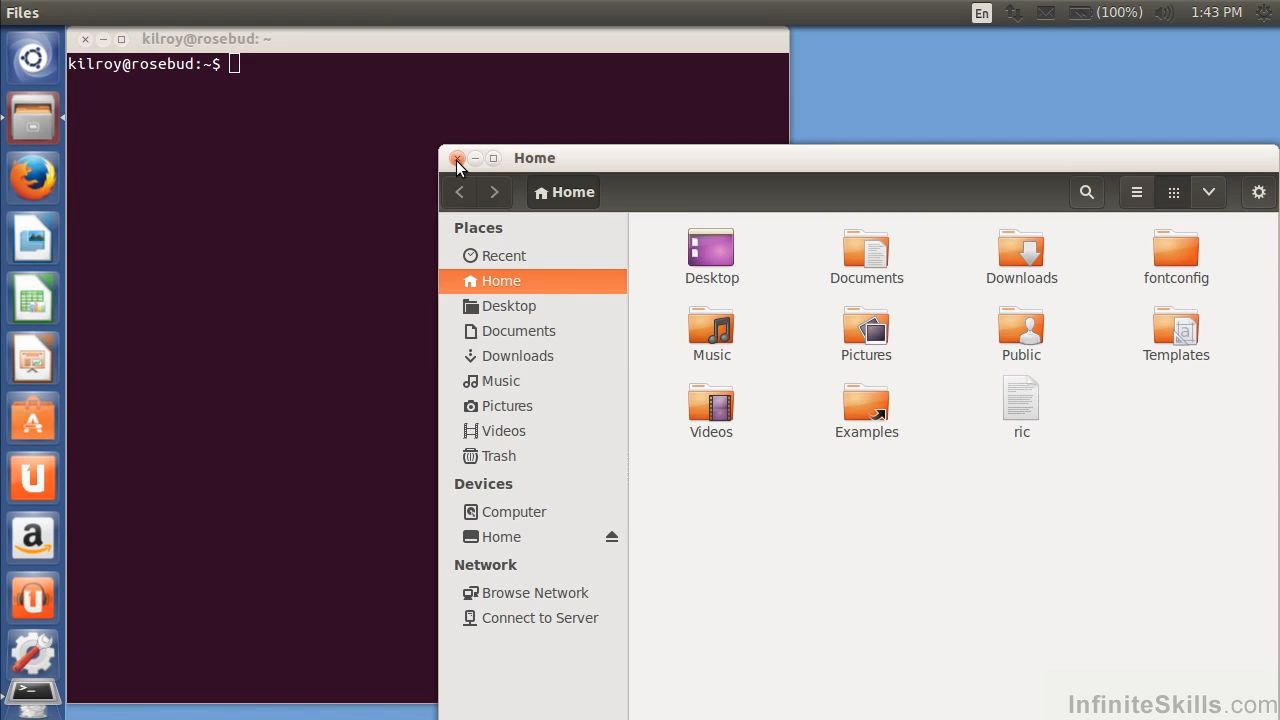 Files
En
(100%)
1:43 PM
kilroy@rosebud: ~
kilroy@rosebud:~$
Home
Home
Places
Recent
Home
Desktop
Documents
Downloads
Music
Pictures
Videos
Trash
Devices
Computer
Home
Network
Browse Network
Connect to Server
Desktop
Documents
Downloads
fontconfig
Music
Pictures
Public
Templates
Videos
Examples
ric
InfiniteSkills.com